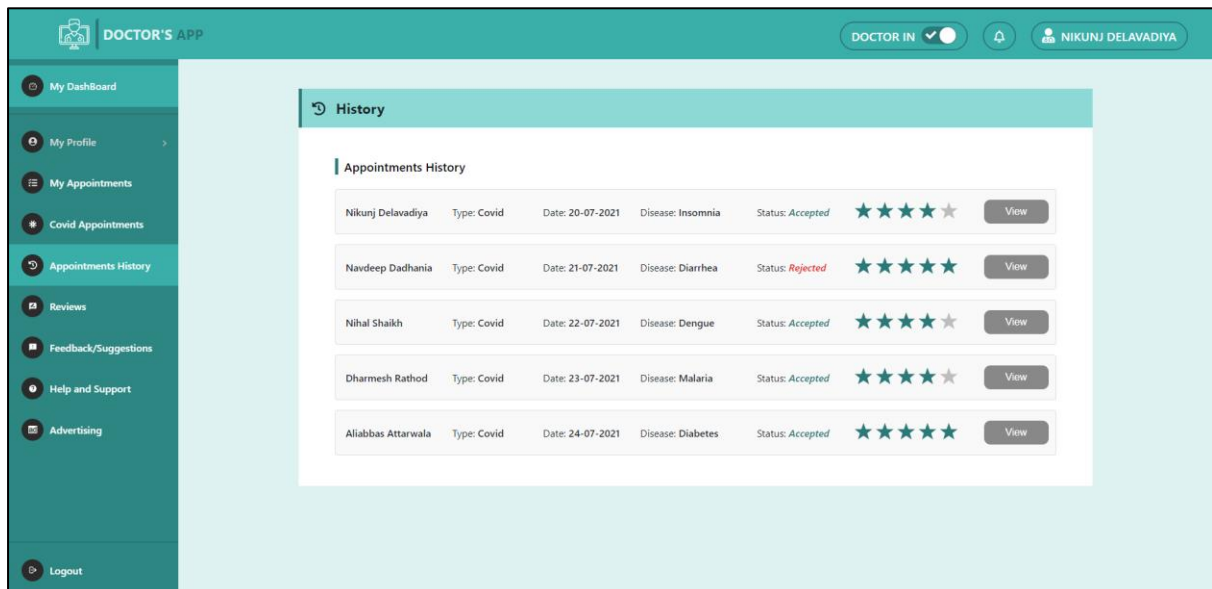 DOCTOR'S APP
DOCTOR IN
NIKUNJ DELAVADIYA
My DashBoard
My Profile
My Appointments
Covid Appointments
Appointments History
Reviews
Feedback/Suggestions
Help and Support
Advertising
Logout
History
Appointments History
Nikunj Delavadiya Type: Covid Date: 20-07-2021 Disease: Insomnia Status: Accepted View
Navdeep Dadhania Type: Covid Date: 21-07-2021 Disease: Diarrhea Status: Rejected View
Nihal Shaikh Type: Covid Date: 22-07-2021 Disease: Dengue Status: Accepted View
Dharmesh Rathod Type: Covid Date: 23-07-2021 Disease: Malaria Status: Accepted View
Aliabbas Attarwala Type: Covid Date: 24-07-2021 Disease: Diabetes Status: Accepted View